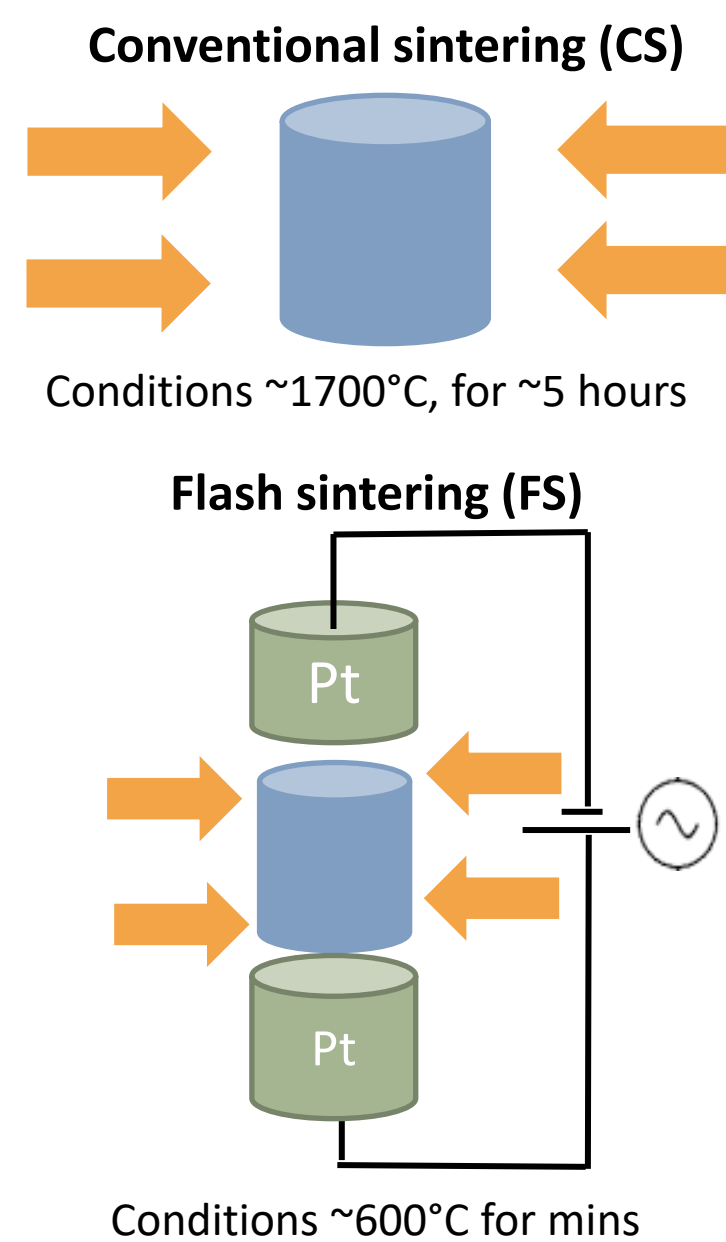 Conventional sintering (CS)
Conditions ~1700°C, for ~5 hours
Flash sintering (FS)
Pt
Pt
Conditions ~600°C for mins